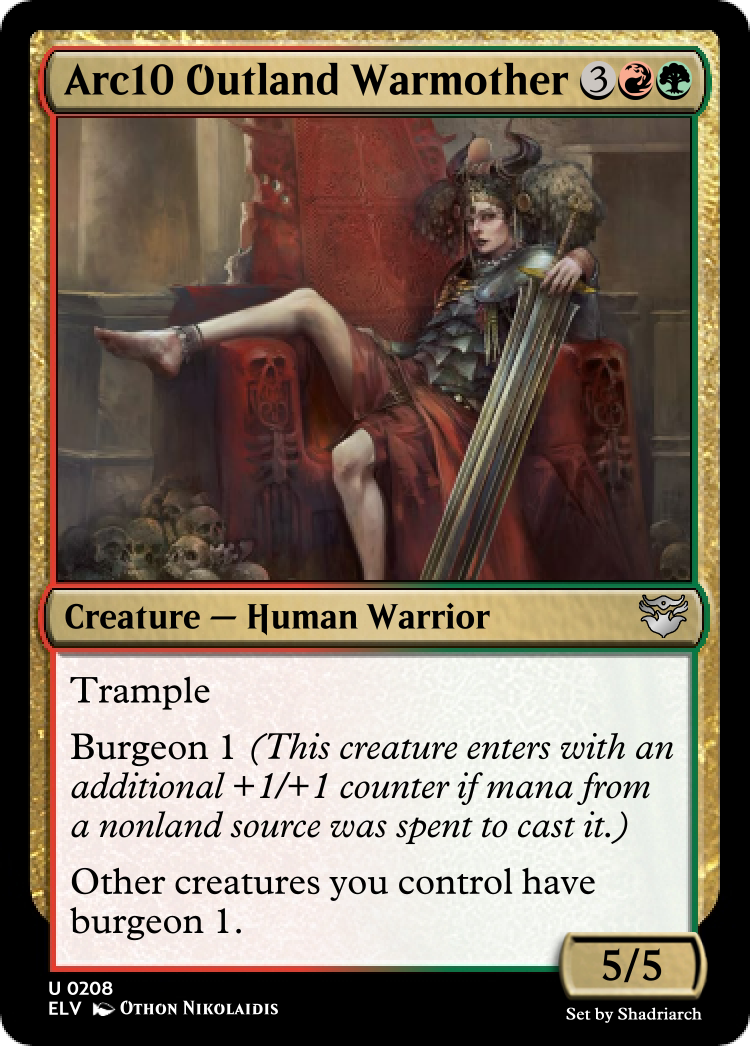 Arc10 Outland Warmother 3
Creature — Human Warrior
Trample
Burgeon 1 (This creature enters with an
additional +1/+1 counter if mana from
a nonland source was spent to cast it.)
Other creatures you control have
burgeon 1.
5/5
U 0208
ELV Othon Nikolaidis
Set by Shadriarch